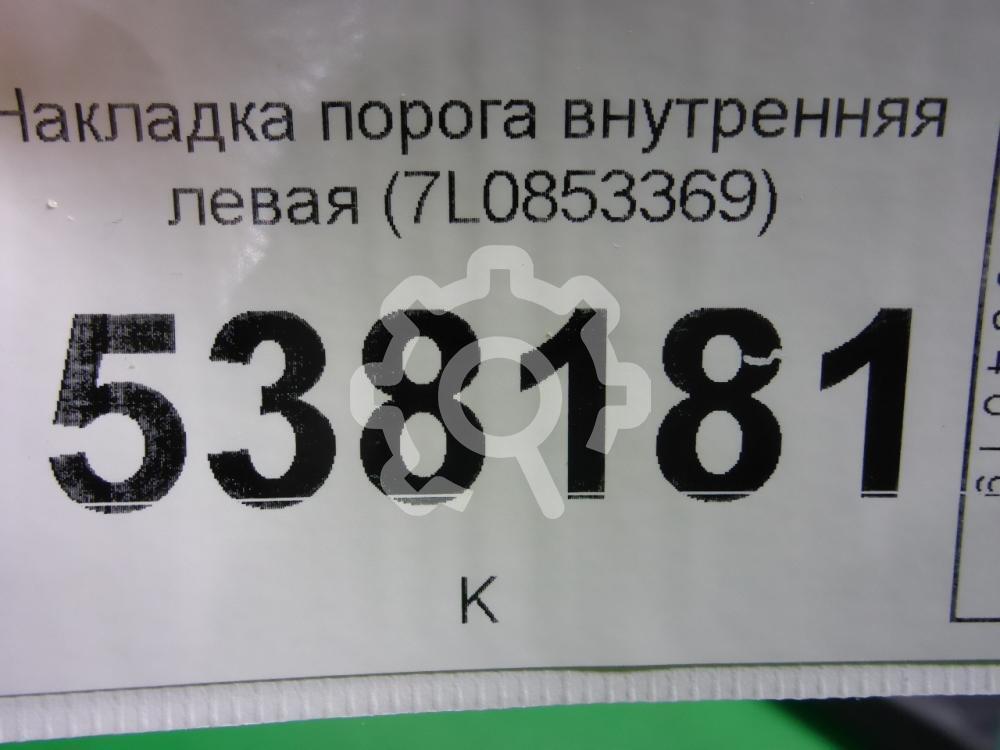 Накладка порога внутренняя
левая (7L0853369)
538181
К